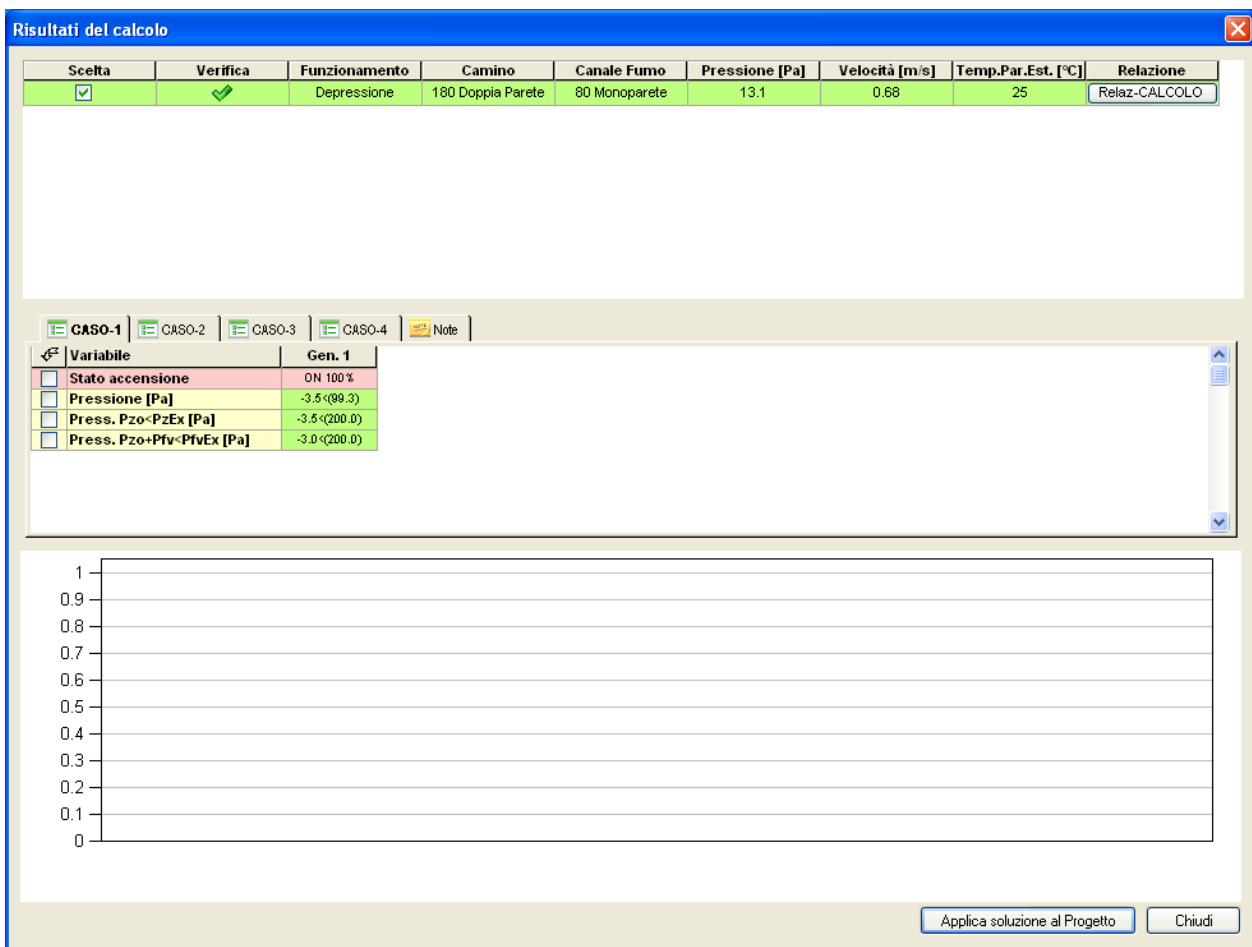 Risultati del calcolo
Scelta Verifica Funzionamento Camino Canale Fumo Pressione [Pa] Velocità [m/s] Temp.Par.Est. [°C] Relazione
Depressione 180 Doppia Parete 80 Monoparete 13.1 0.68 25 Relaz-CALCOLO
CASO-1 CASO-2 CASO-3 CASO-4 Note
Variabile Gen. 1
Stato accensione ON 100%
Pressione [Pa] -3.5<(99.3)
Press. Pzo<PzEx [Pa] -3.5<(200.0)
Press. Pzo+Pfv<PfvEx [Pa] -3.0<(200.0)
1
0.9
0.8
0.7
0.6
0.5
0.4
0.3
0.2
0.1
0
Applica soluzione al Progetto Chiudi